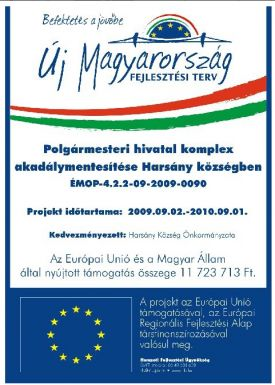 Befektetés a jövőbe
Új Magyarország
FEJLESZTÉSI TERV
Polgármesteri hivatal komplex
akadálymentesítése Harsány községben
ÉMOP-4.2.2-09-2009-0090
Projekt időtartama: 2009.09.02.-2010.09.01.
Kedvezményezett: Harsány Község Önkormányzata
Az Európai Unió és a Magyar Állam
által nyújtott támogatás összege 11 723 713 Ft.
A projekt az Európai Unió
támogatásával, az Európai
Regionális Fejlesztési Alap
társfinanszírozásával
valósul meg.
Nemzeti Fejlesztési Ügynökség